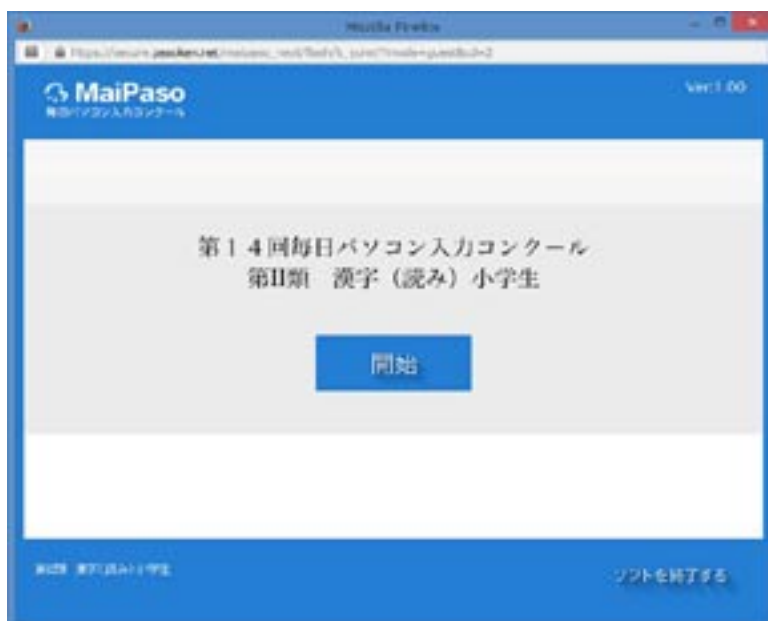 Mozilla Firefox
MaiPaso
毎日パソコン入力コンクール
Ver:1.00
第１４回毎日パソコン入力コンクール
第II類　漢字（読み）小学生
開始
第II類　漢字(読み)小学生
ソフトを終了する